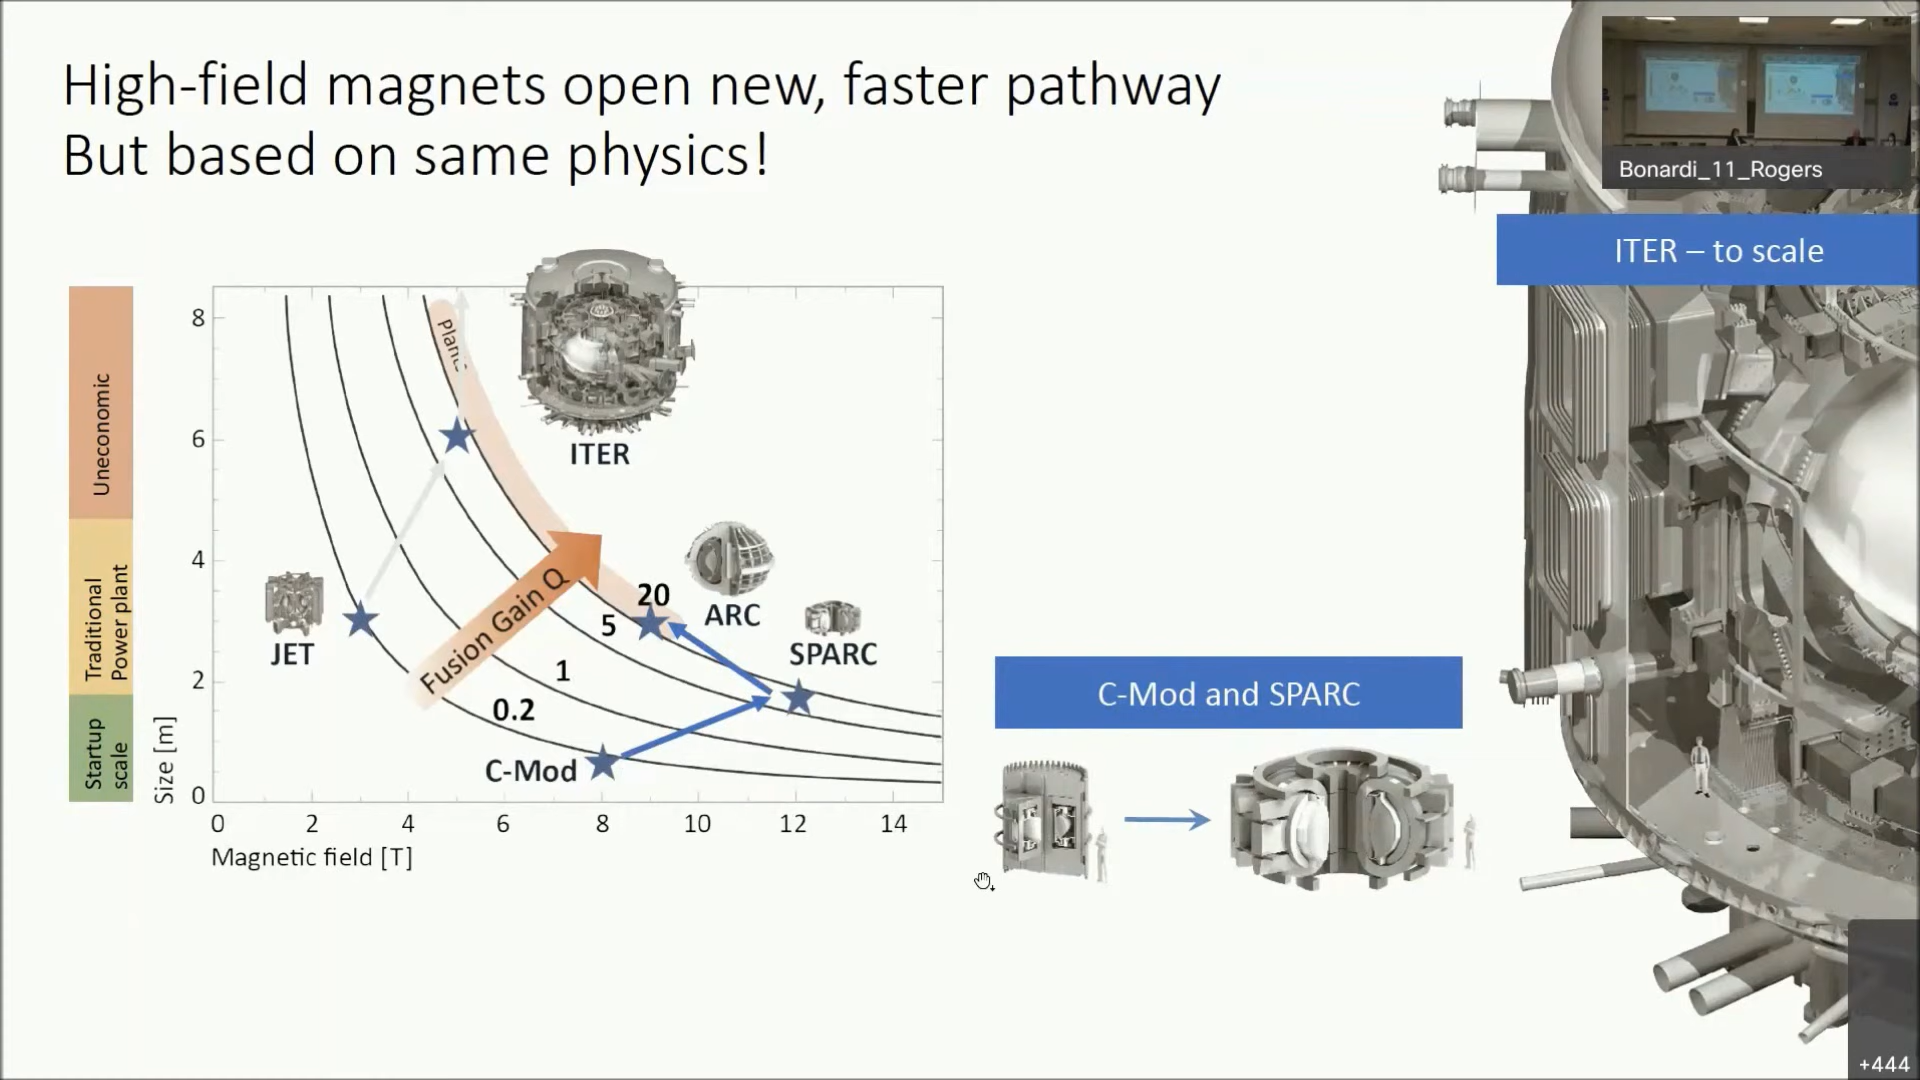 High-field magnets open new, faster pathway
But based on same physics!
Bonardi_11_Rogers
ITER – to scale
Uneconomic
Traditional
Power plant
Startup
scale
Size [m]
8
6
4
2
0
0 2 4 6 8 10 12 14
Magnetic field [T]
ITER
JET
Fusion Gain Q
20
5
1
0.2
ARC
SPARC
C-Mod
C-Mod and SPARC
+444